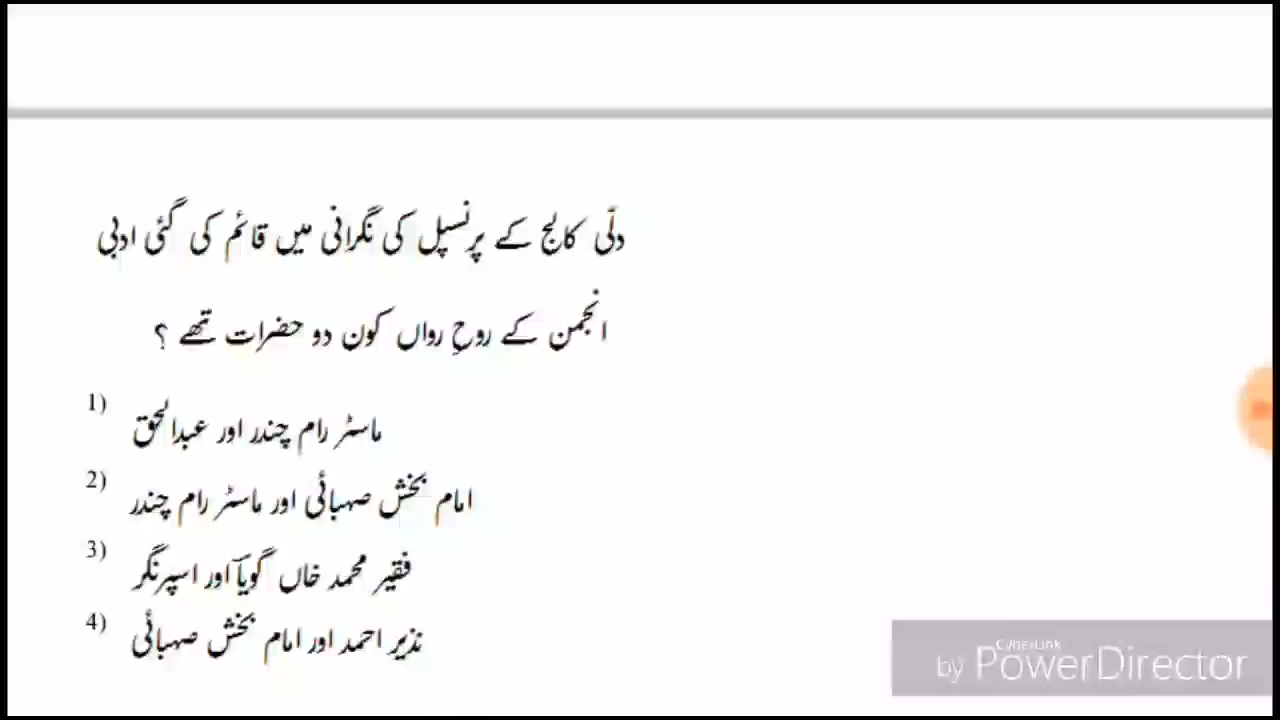 دلّی کالج کے پرنسپل کی نگرانی میں قائم کی گئی ادبی
انجمن کے روحِ رواں کون دو حضرات تھے ؟
1) ماسٹر رام چندر اور عبدالحق
2) امام بخش صہبائی اور ماسٹر رام چندر
3) فقیر محمد خاں گویاؔ اور اسپرنگر
4) نذیر احمد اور امام بخش صہبائی
CyberLink
by PowerDirector